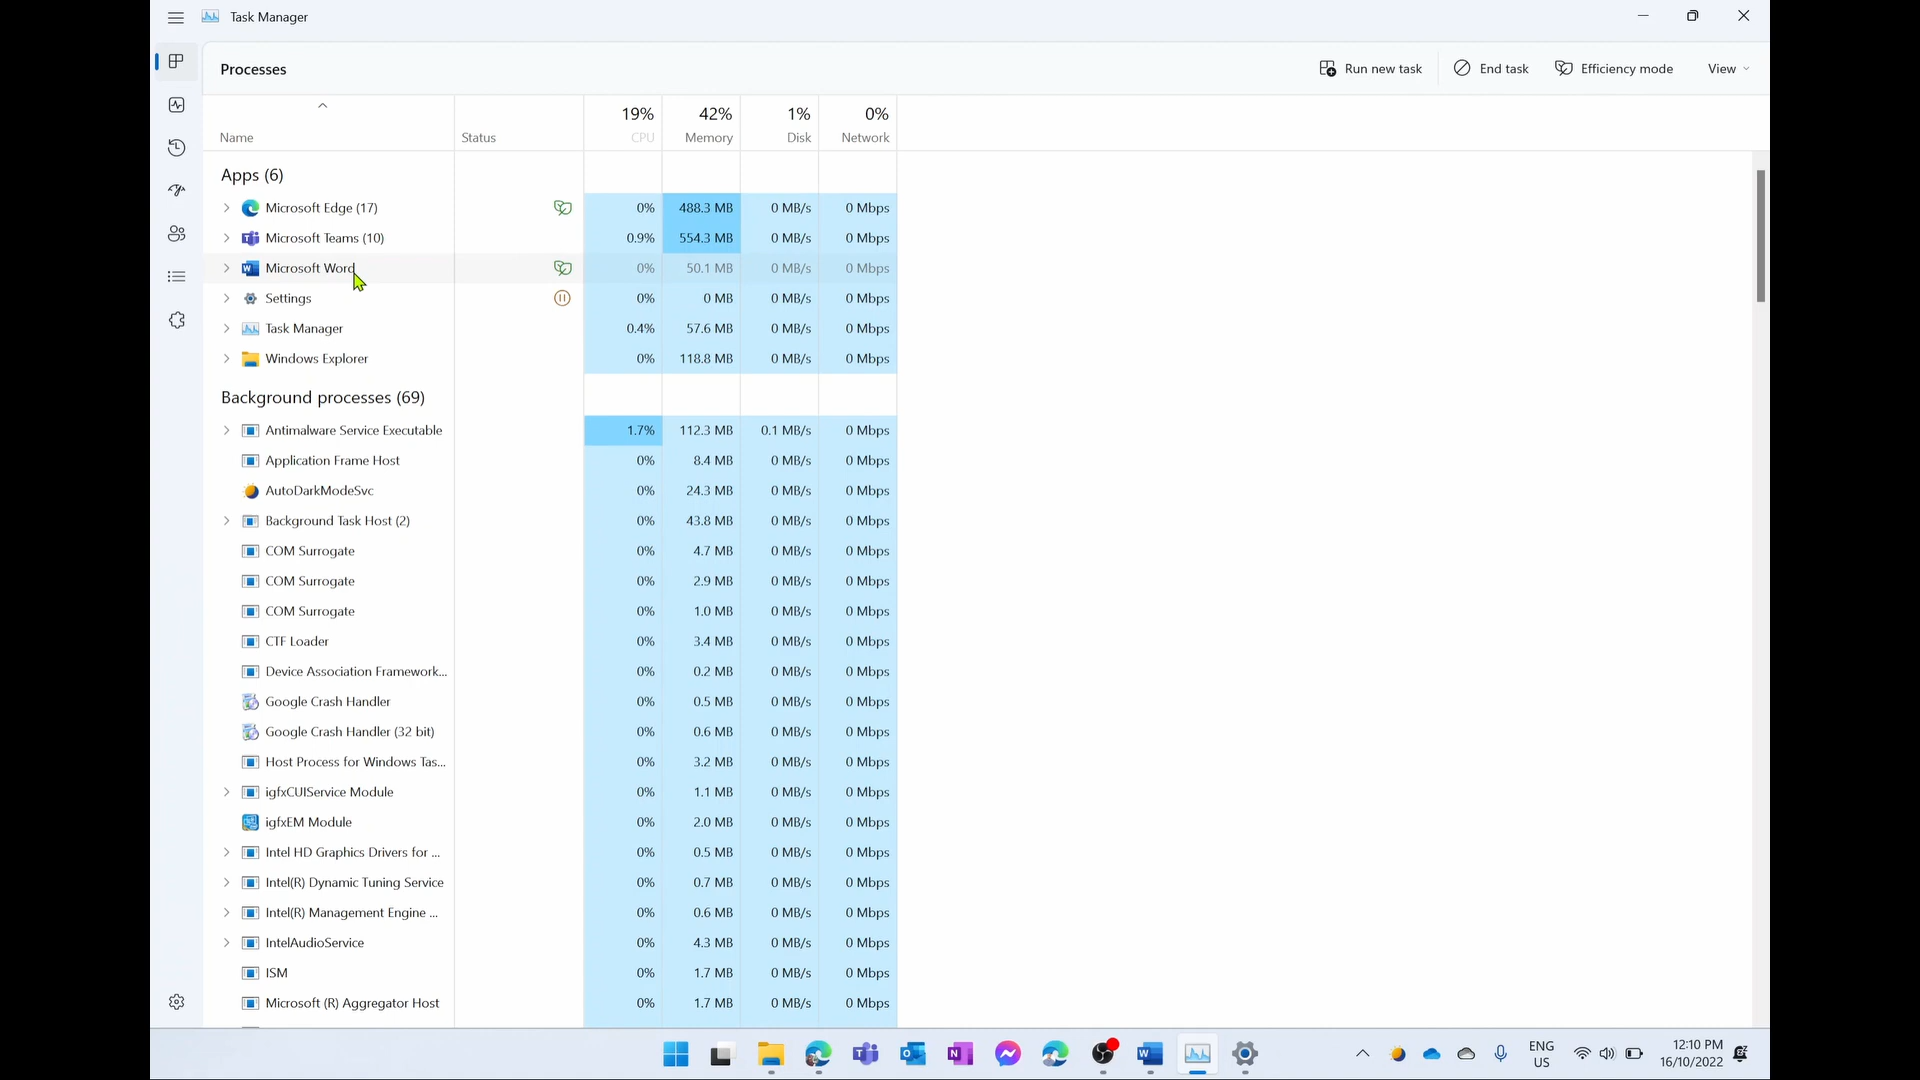 Task Manager
Processes
Run new task
End task
Efficiency mode
View
19% 42% 1% 0%
Name Status CPU Memory Disk Network
Apps (6)
Microsoft Edge (17) 0% 488.3 MB 0 MB/s 0 Mbps
Microsoft Teams (10) 0.9% 554.3 MB 0 MB/s 0 Mbps
Microsoft Word 0% 50.1 MB 0 MB/s 0 Mbps
Settings 0% 0 MB 0 MB/s 0 Mbps
Task Manager 0.4% 57.6 MB 0 MB/s 0 Mbps
Windows Explorer 0% 118.8 MB 0 MB/s 0 Mbps
Background processes (69)
Antimalware Service Executable 1.7% 112.3 MB 0.1 MB/s 0 Mbps
Application Frame Host 0% 8.4 MB 0 MB/s 0 Mbps
AutoDarkModeSvc 0% 24.3 MB 0 MB/s 0 Mbps
Background Task Host (2) 0% 43.8 MB 0 MB/s 0 Mbps
COM Surrogate 0% 4.7 MB 0 MB/s 0 Mbps
COM Surrogate 0% 2.9 MB 0 MB/s 0 Mbps
COM Surrogate 0% 1.0 MB 0 MB/s 0 Mbps
CTF Loader 0% 3.4 MB 0 MB/s 0 Mbps
Device Association Framework... 0% 0.2 MB 0 MB/s 0 Mbps
Google Crash Handler 0% 0.5 MB 0 MB/s 0 Mbps
Google Crash Handler (32 bit) 0% 0.6 MB 0 MB/s 0 Mbps
Host Process for Windows Tas... 0% 3.2 MB 0 MB/s 0 Mbps
igfxCUIService Module 0% 1.1 MB 0 MB/s 0 Mbps
igfxEM Module 0% 2.0 MB 0 MB/s 0 Mbps
Intel HD Graphics Drivers for ... 0% 0.5 MB 0 MB/s 0 Mbps
Intel(R) Dynamic Tuning Service 0% 0.7 MB 0 MB/s 0 Mbps
Intel(R) Management Engine ... 0% 0.6 MB 0 MB/s 0 Mbps
IntelAudioService 0% 4.3 MB 0 MB/s 0 Mbps
ISM 0% 1.7 MB 0 MB/s 0 Mbps
Microsoft (R) Aggregator Host 0% 1.7 MB 0 MB/s 0 Mbps
ENG 12:10 PM
US 16/10/2022